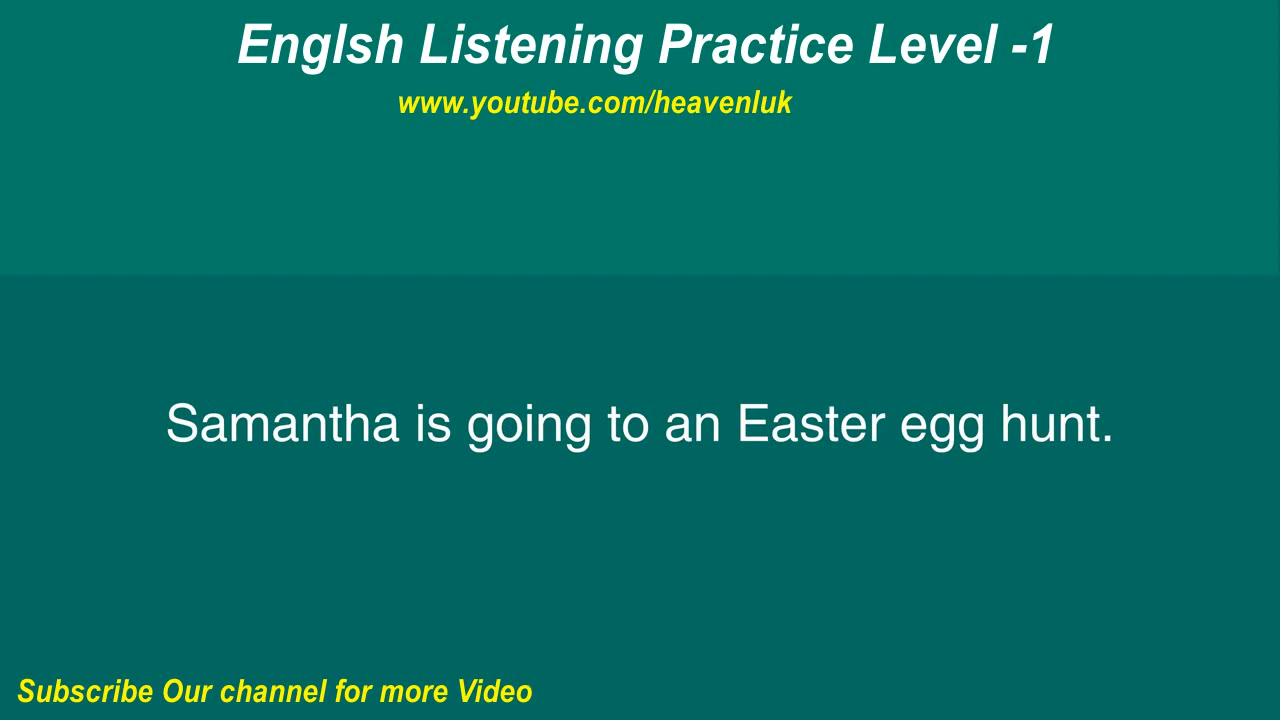 Englsh Listening Practice Level -1
www.youtube.com/heavenluk
Samantha is going to an Easter egg hunt.
Subscribe Our channel for more Video